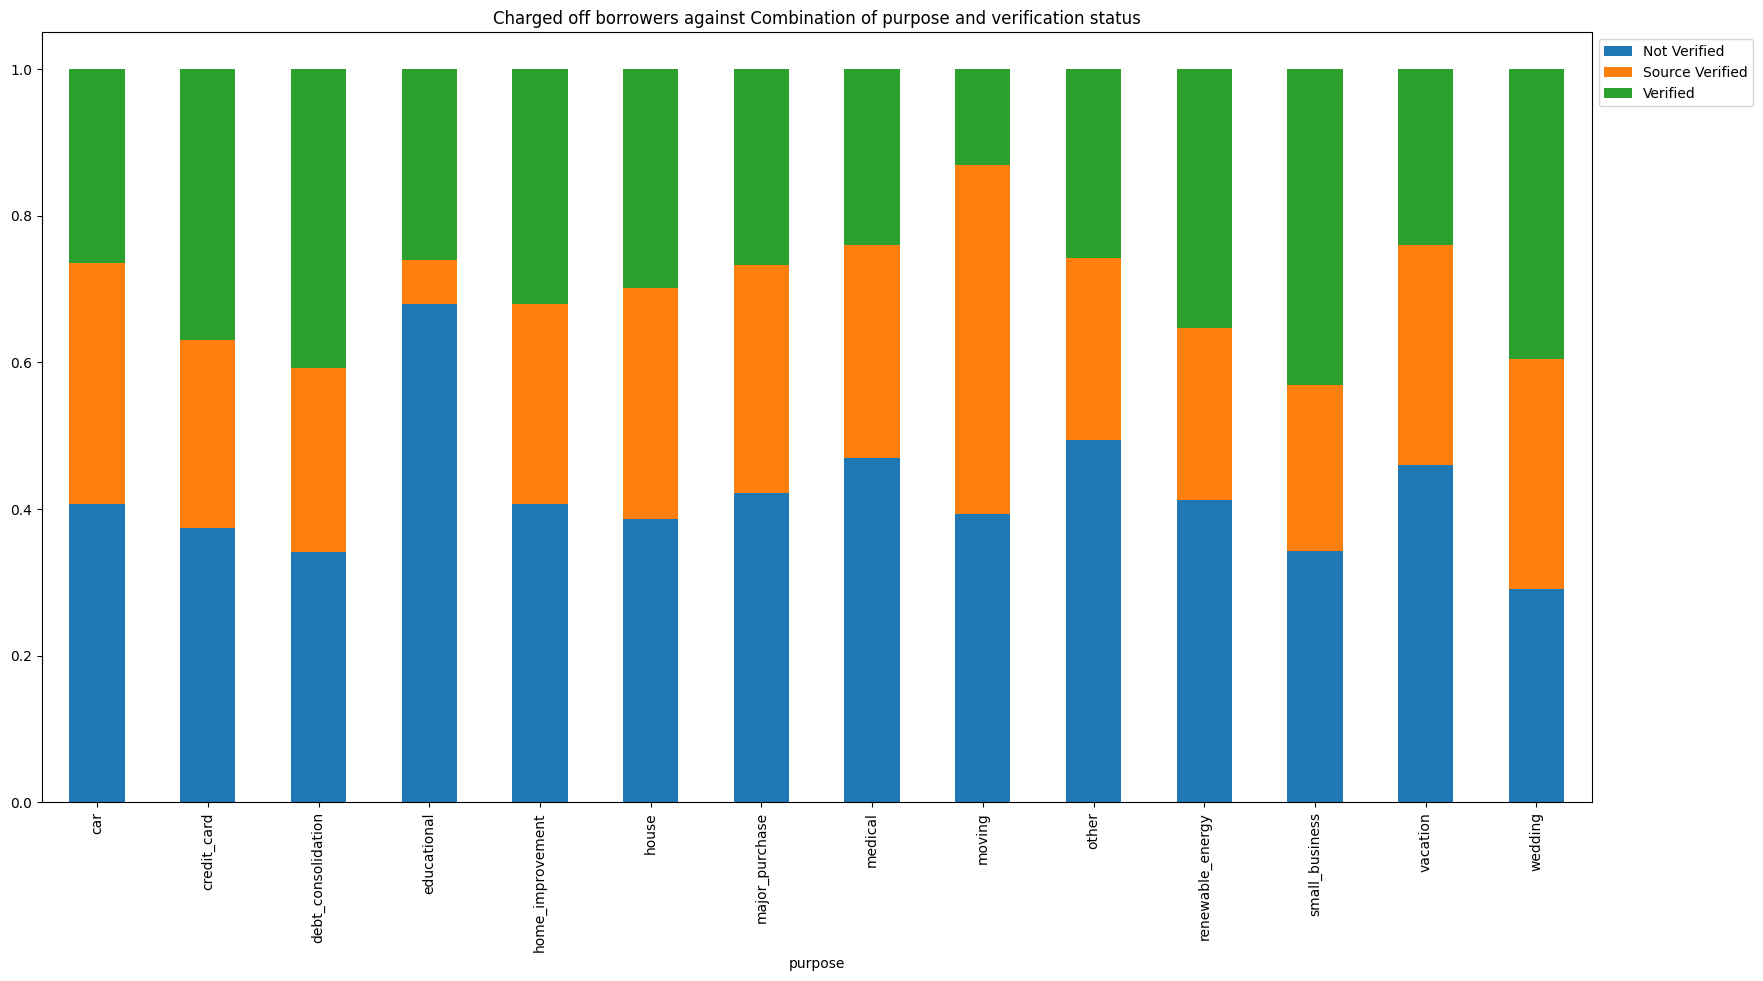 Charged off borrowers against Combination of purpose and verification status
Not Verified
Source Verified
Verified
1.0
0.8
0.6
0.4
0.2
0.0
car
credit_card
debt_consolidation
educational
home_improvement
house
major_purchase
medical
moving
other
renewable_energy
small_business
vacation
wedding
purpose